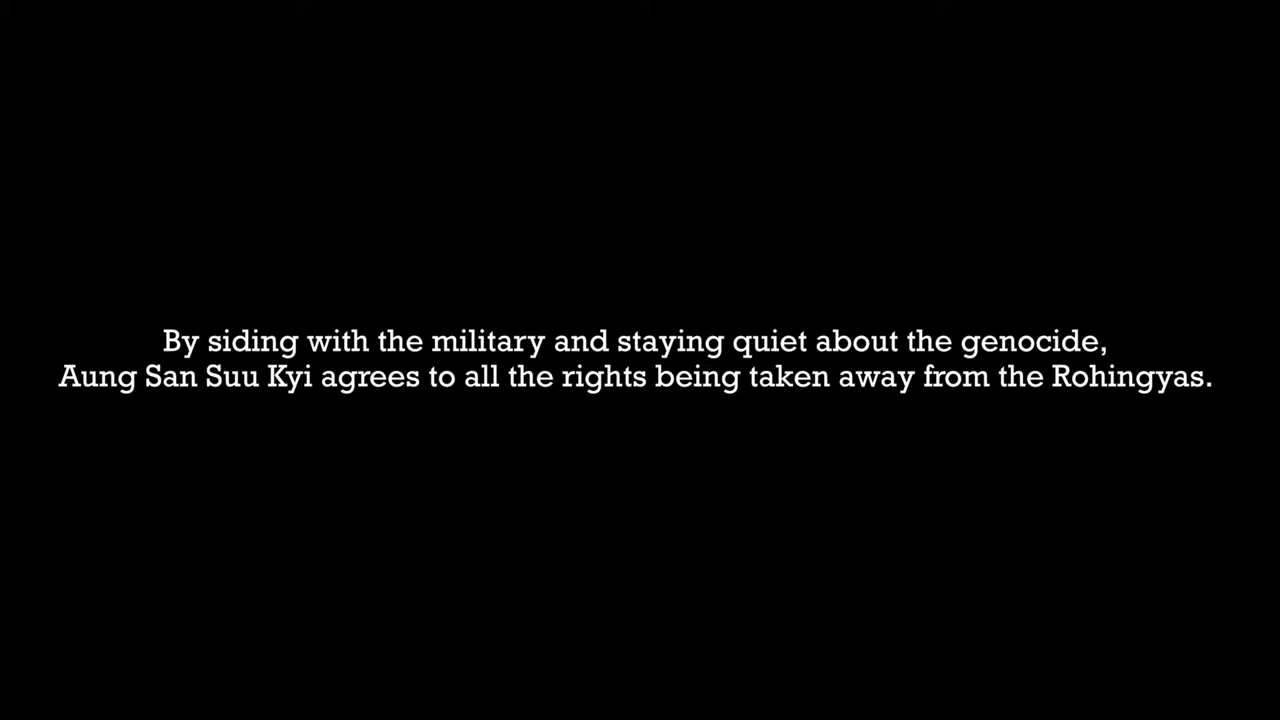 By siding with the military and staying quiet about the genocide,
Aung San Suu Kyi agrees to all the rights being taken away from the Rohingyas.